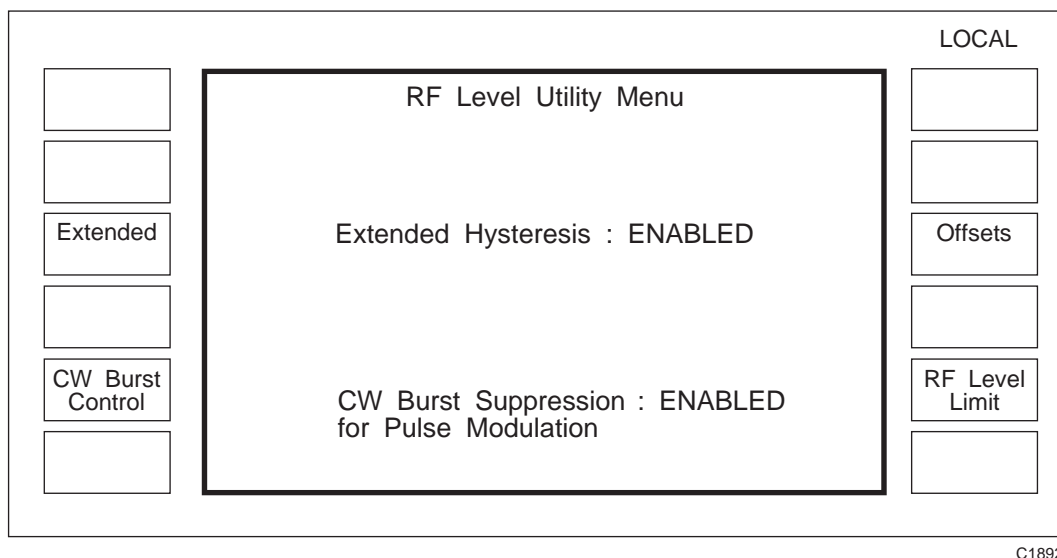 LOCAL
RF Level Utility Menu
Extended
Extended Hysteresis : ENABLED
Offsets
CW Burst
Control
CW Burst Suppression : ENABLED
for Pulse Modulation
RF Level
Limit
C1892